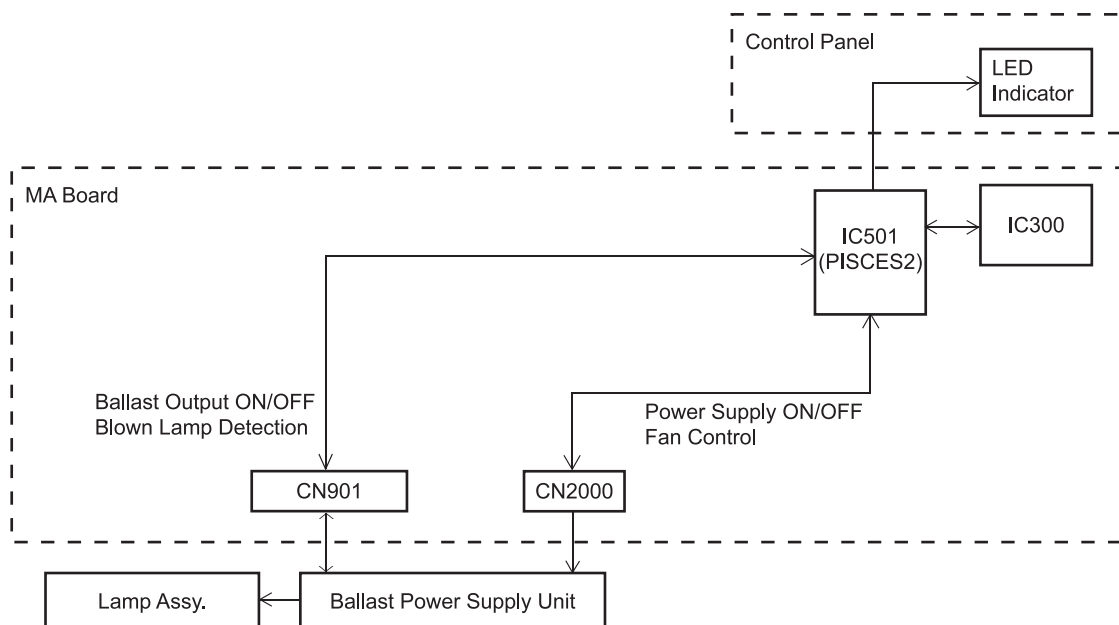 Control Panel
LED
Indicator
MA Board
IC501
(PISCES2)
IC300
Ballast Output ON/OFF
Blown Lamp Detection
Power Supply ON/OFF
Fan Control
CN901
CN2000
Lamp Assy.
Ballast Power Supply Unit